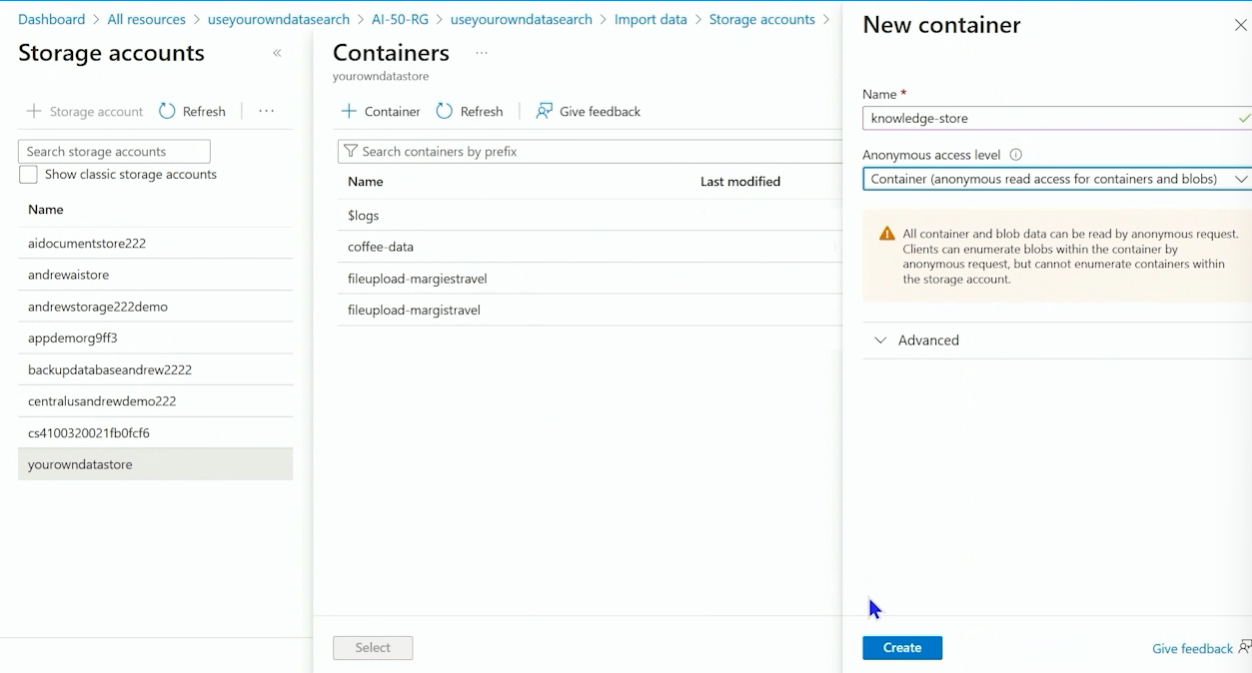 Dashboard > All resources > useyourowndatasearch > AI-50-RG > useyourowndatasearch > Import data > Storage accounts >
Storage accounts «
+ Storage account Refresh | ...
Search storage accounts
Show classic storage accounts
Name
aidocumentstore222
andrewaistore
andrewstorage222demo
appdemorg9ff3
backupdatabaseandrew2222
centralusandrewdemo222
cs4100320021fb0fcf6
yourowndatastore
Containers ...
yourowndatastore
+ Container Refresh | Give feedback
Search containers by prefix
Name Last modified
$logs
coffee-data
fileupload-margiestravel
fileupload-margistravel
Select
New container
Name *
knowledge-store
Anonymous access level
Container (anonymous read access for containers and blobs)
All container and blob data can be read by anonymous request.
Clients can enumerate blobs within the container by
anonymous request, but cannot enumerate containers within
the storage account.
Advanced
Create
Give feedback